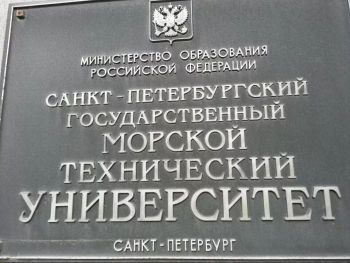 МИНИСТЕРСТВО ОБРАЗОВАНИЯ
РОССИЙСКОЙ ФЕДЕРАЦИИ
САНКТ-ПЕТЕРБУРГСКИЙ
ГОСУДАРСТВЕННЫЙ
МОРСКОЙ
ТЕХНИЧЕСКИЙ
УНИВЕРСИТЕТ
САНКТ-ПЕТЕРБУРГ